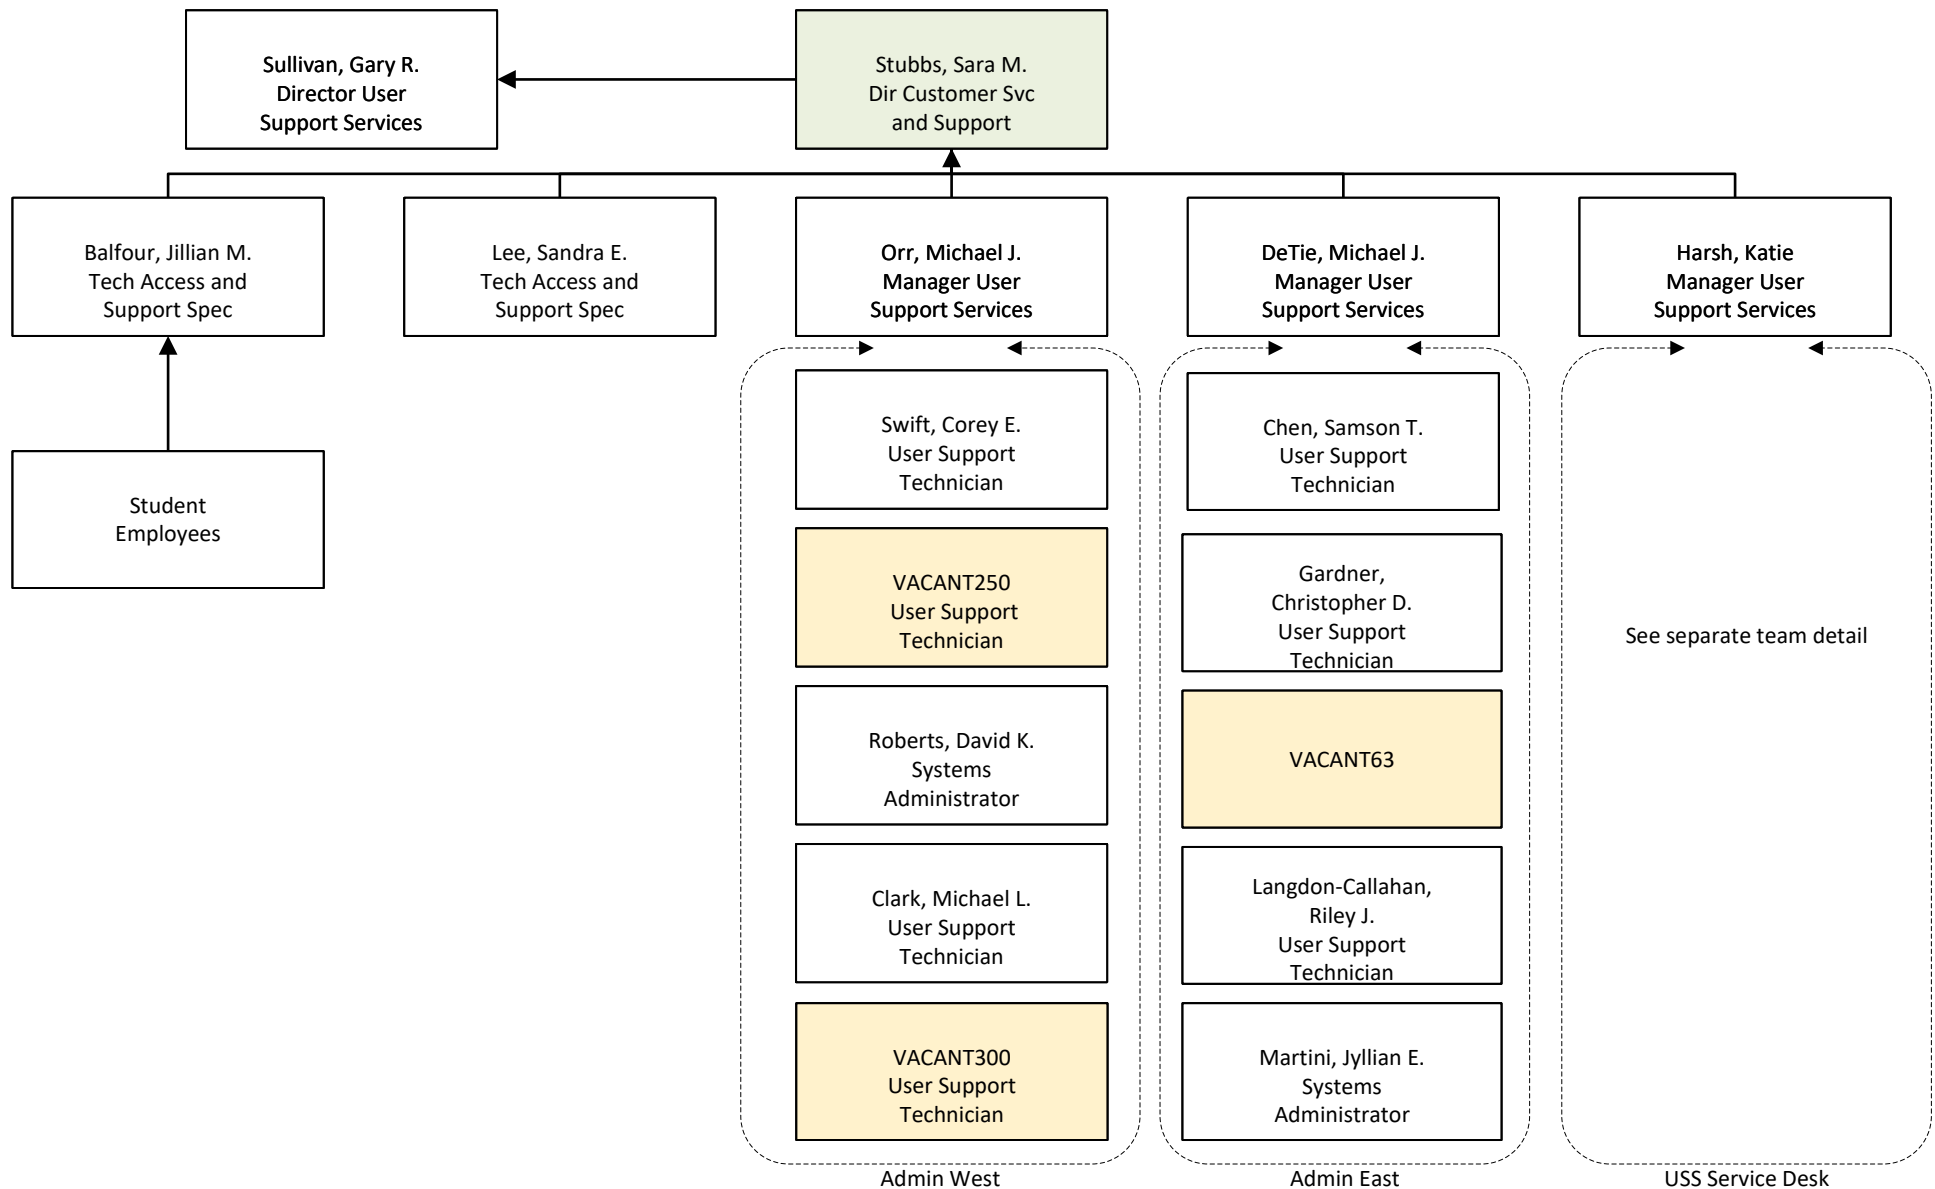 Sullivan, Gary R.
Director User
Support Services
Stubbs, Sara M.
Dir Customer Svc
and Support
Balfour, Jillian M.
Tech Access and
Support Spec
Lee, Sandra E.
Tech Access and
Support Spec
Orr, Michael J.
Manager User
Support Services
DeTie, Michael J.
Manager User
Support Services
Harsh, Katie
Manager User
Support Services
Student
Employees
Swift, Corey E.
User Support
Technician
VACANT250
User Support
Technician
Roberts, David K.
Systems
Administrator
Clark, Michael L.
User Support
Technician
VACANT300
User Support
Technician
Admin West
Chen, Samson T.
User Support
Technician
Gardner,
Christopher D.
User Support
Technician
VACANT63
Langdon-Callahan,
Riley J.
User Support
Technician
Martini, Jyllian E.
Systems
Administrator
Admin East
See separate team detail
USS Service Desk